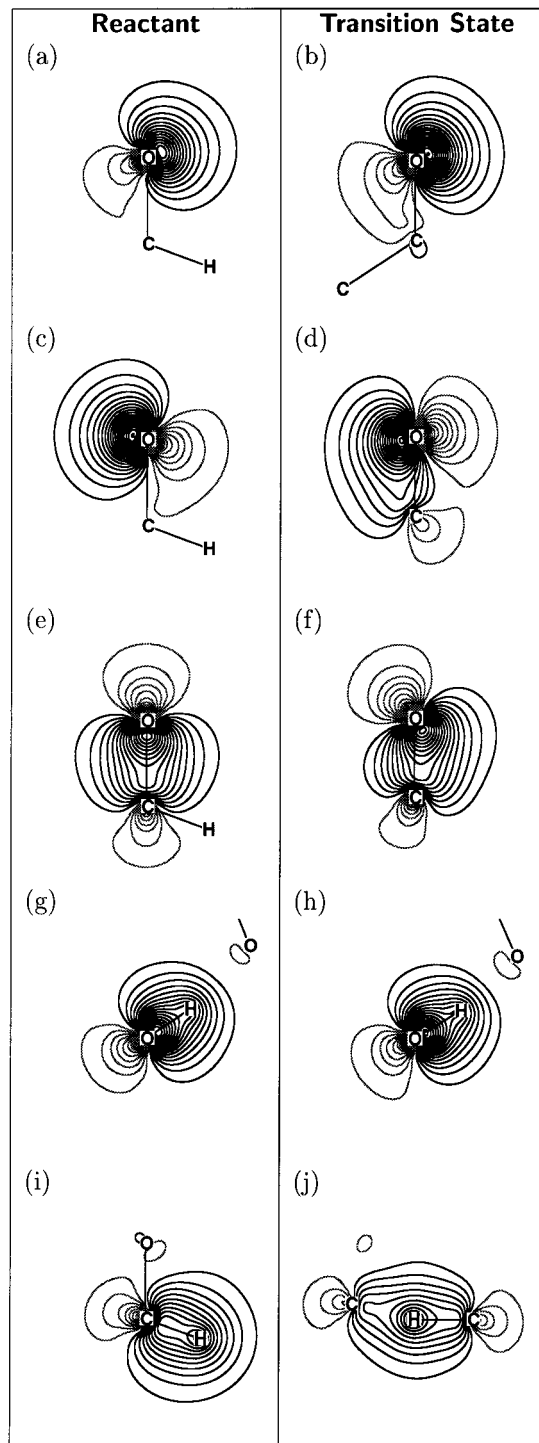 Reactant Transition State
(a) (b)
O O
C C
H
C
(c) (d)
O O
C C
H
(e) (f)
O O
C C
H
(g) (h)
O O
H H
O O
(i) (j)
O
C C H C
H